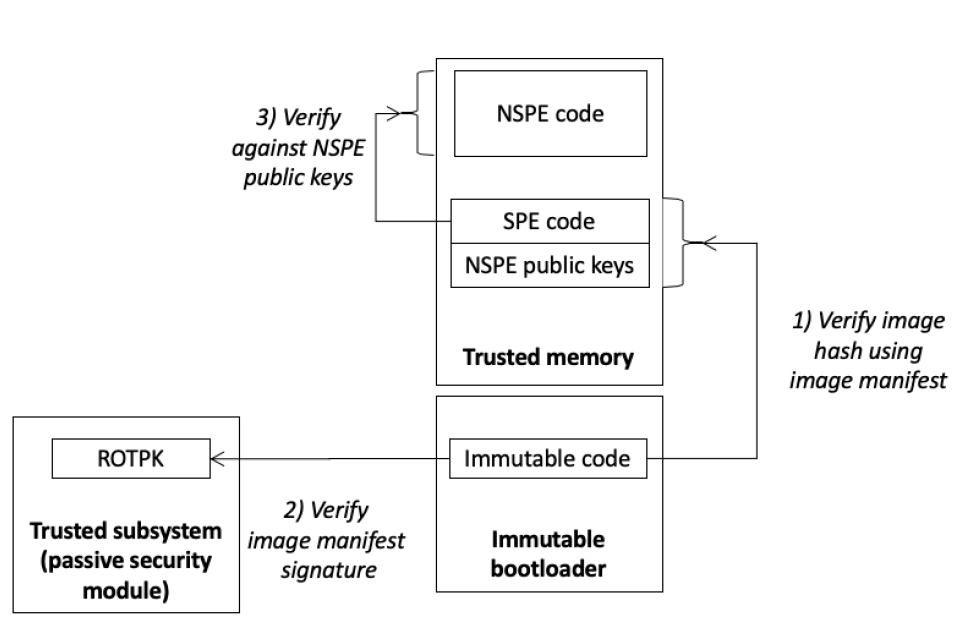 NSPE code
3) Verify
against NSPE
public keys
SPE code
NSPE public keys
Trusted memory
1) Verify image
hash using
image manifest
ROTPK
Immutable code
Trusted subsystem
(passive security
module)
2) Verify
image manifest
signature
Immutable
bootloader